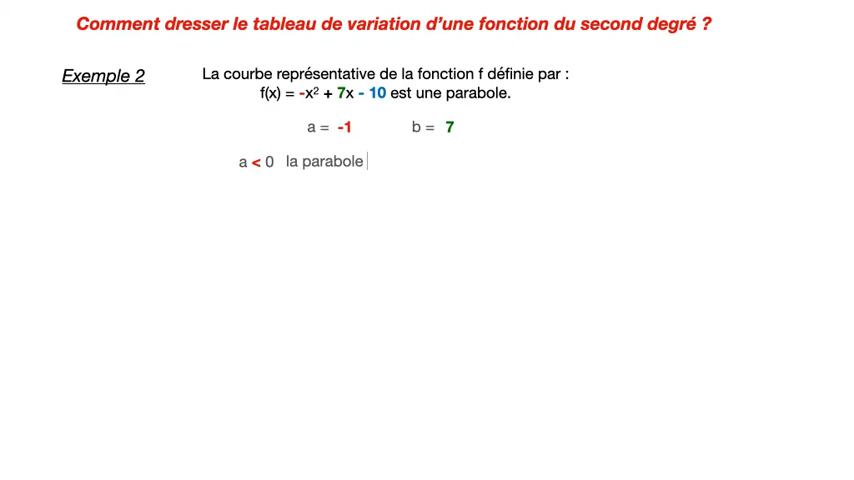 Comment dresser le tableau de variation d'une fonction du second degré ?
Exemple 2
La courbe représentative de la fonction f définie par :
f(x) = -x² + 7x - 10 est une parabole.
a = -1 b = 7
a < 0 la parabole